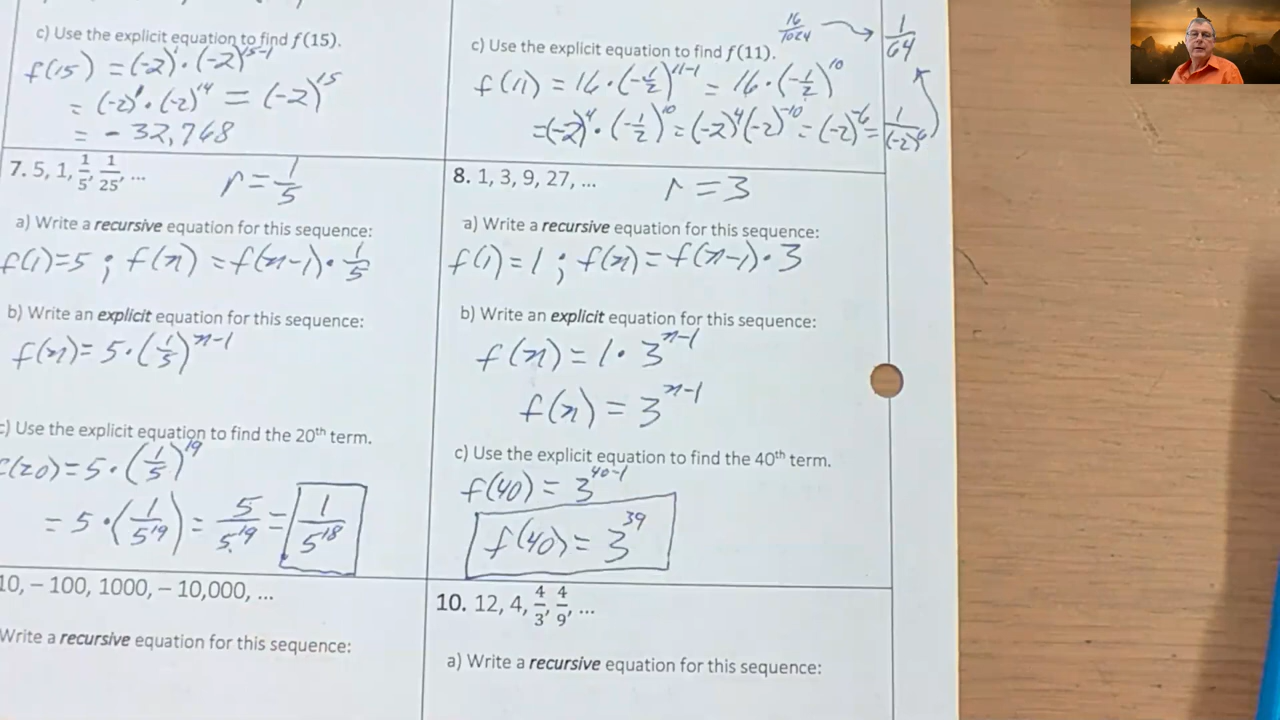 c) Use the explicit equation to find f(15).
f(15) = (-2)¹·(-2)¹⁵⁻¹
= (-2)¹·(-2)¹⁴ = (-2)¹⁵
= -32,768
16/1024 → 1/64
c) Use the explicit equation to find f(11).
f(11) = 16·(-1/2)¹¹⁻¹ = 16·(-1/2)¹⁰
=(-2)⁴·(-1/2)¹⁰ = (-2)⁴(-2)⁻¹⁰ = (-2)⁻⁶ = 1/(-2)⁶
7. 5, 1, 1/5, 1/25, ... r = 1/5
a) Write a recursive equation for this sequence:
f(1)=5 ; f(n) = f(n-1)·1/5
b) Write an explicit equation for this sequence:
f(n) = 5·(1/5)ⁿ⁻¹
c) Use the explicit equation to find the 20th term.
f(20) = 5·(1/5)¹⁹
= 5·(1/5¹⁹) = 5/5¹⁹ = 1/5¹⁸
8. 1, 3, 9, 27, ... r = 3
a) Write a recursive equation for this sequence:
f(1) = 1 ; f(n) = f(n-1)·3
b) Write an explicit equation for this sequence:
f(n) = 1·3ⁿ⁻¹
f(n) = 3ⁿ⁻¹
c) Use the explicit equation to find the 40th term.
f(40) = 3⁴⁰⁻¹
f(40) = 3³⁹
10, – 100, 1000, – 10,000, ...
Write a recursive equation for this sequence:
10. 12, 4, 4/3, 4/9, ...
a) Write a recursive equation for this sequence: